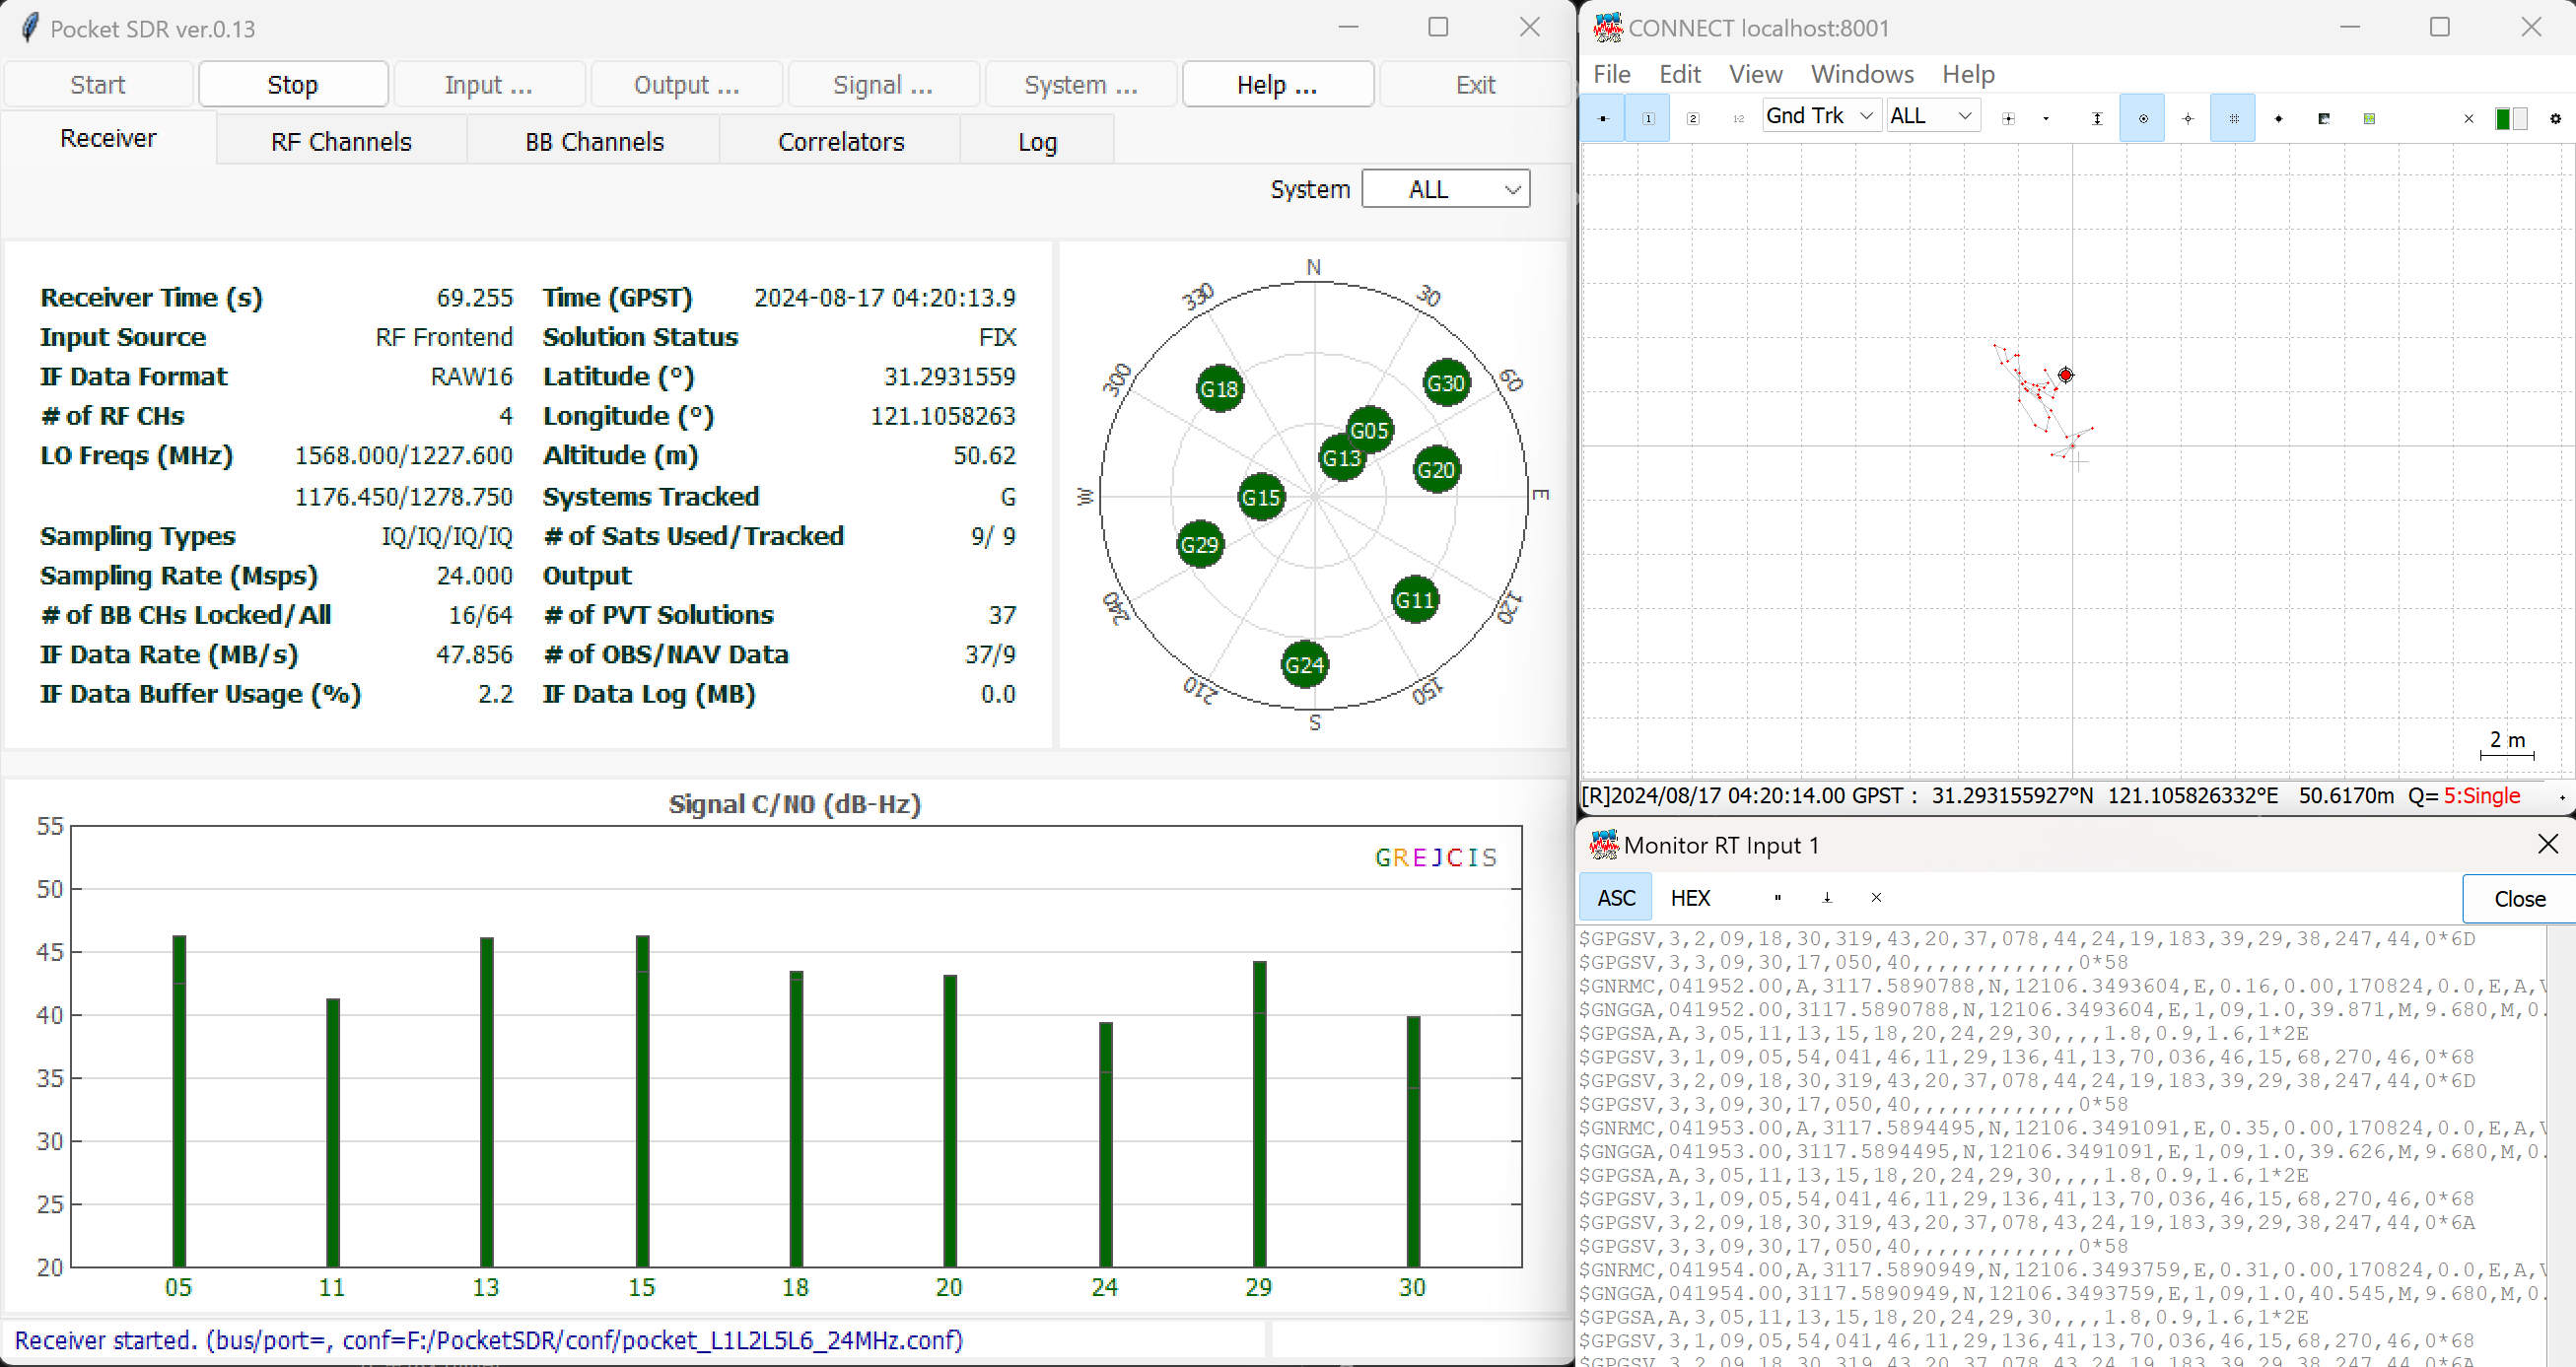 Pocket SDR ver.0.13
Start Stop Input ... Output ... Signal ... System ... Help ... Exit
Receiver RF Channels BB Channels Correlators Log
System ALL
Receiver Time (s) 69.255 Time (GPST) 2024-08-17 04:20:13.9
Input Source RF Frontend Solution Status FIX
IF Data Format RAW16 Latitude (°) 31.2931559
# of RF CHs 4 Longitude (°) 121.1058263
LO Freqs (MHz) 1568.000/1227.600 Altitude (m) 50.62
1176.450/1278.750 Systems Tracked G
Sampling Types IQ/IQ/IQ/IQ # of Sats Used/Tracked 9/ 9
Sampling Rate (Msps) 24.000 Output
# of BB CHs Locked/All 16/64 # of PVT Solutions 37
IF Data Rate (MB/s) 47.856 # of OBS/NAV Data 37/9
IF Data Buffer Usage (%) 2.2 IF Data Log (MB) 0.0
N
330 30
300 60
G18 G30
G05
G13 G20
W G15 E
G29
240 G11 120
G24
210 150
S
Signal C/N0 (dB-Hz)
GREJCIS
55
50
45
40
35
30
25
20
05 11 13 15 18 20 24 29 30
Receiver started. (bus/port=, conf=F:/PocketSDR/conf/pocket_L1L2L5L6_24MHz.conf)
CONNECT localhost:8001
File Edit View Windows Help
1 2 1-2 Gnd Trk ALL
2 m
[R]2024/08/17 04:20:14.00 GPST : 31.293155927°N 121.105826332°E 50.6170m Q= 5:Single
Monitor RT Input 1
ASC HEX Close
$GPGSV,3,2,09,18,30,319,43,20,37,078,44,24,19,183,39,29,38,247,44,0*6D
$GPGSV,3,3,09,30,17,050,40,,,,,,,,,,,,,0*58
$GNRMC,041952.00,A,3117.5890788,N,12106.3493604,E,0.16,0.00,170824,0.0,E,A,V
$GNGGA,041952.00,3117.5890788,N,12106.3493604,E,1,09,1.0,39.871,M,9.680,M,0.
$GPGSA,A,3,05,11,13,15,18,20,24,29,30,,,,1.8,0.9,1.6,1*2E
$GPGSV,3,1,09,05,54,041,46,11,29,136,41,13,70,036,46,15,68,270,46,0*68
$GPGSV,3,2,09,18,30,319,43,20,37,078,44,24,19,183,39,29,38,247,44,0*6D
$GPGSV,3,3,09,30,17,050,40,,,,,,,,,,,,,0*58
$GNRMC,041953.00,A,3117.5894495,N,12106.3491091,E,0.35,0.00,170824,0.0,E,A,V
$GNGGA,041953.00,3117.5894495,N,12106.3491091,E,1,09,1.0,39.626,M,9.680,M,0.
$GPGSA,A,3,05,11,13,15,18,20,24,29,30,,,,1.8,0.9,1.6,1*2E
$GPGSV,3,1,09,05,54,041,46,11,29,136,41,13,70,036,46,15,68,270,46,0*68
$GPGSV,3,2,09,18,30,319,43,20,37,078,43,24,19,183,39,29,38,247,44,0*6A
$GPGSV,3,3,09,30,17,050,40,,,,,,,,,,,,,0*58
$GNRMC,041954.00,A,3117.5890949,N,12106.3493759,E,0.31,0.00,170824,0.0,E,A,V
$GNGGA,041954.00,3117.5890949,N,12106.3493759,E,1,09,1.0,40.545,M,9.680,M,0.
$GPGSA,A,3,05,11,13,15,18,20,24,29,30,,,,1.8,0.9,1.6,1*2E
$GPGSV,3,1,09,05,54,041,46,11,29,136,41,13,70,036,46,15,68,270,46,0*68